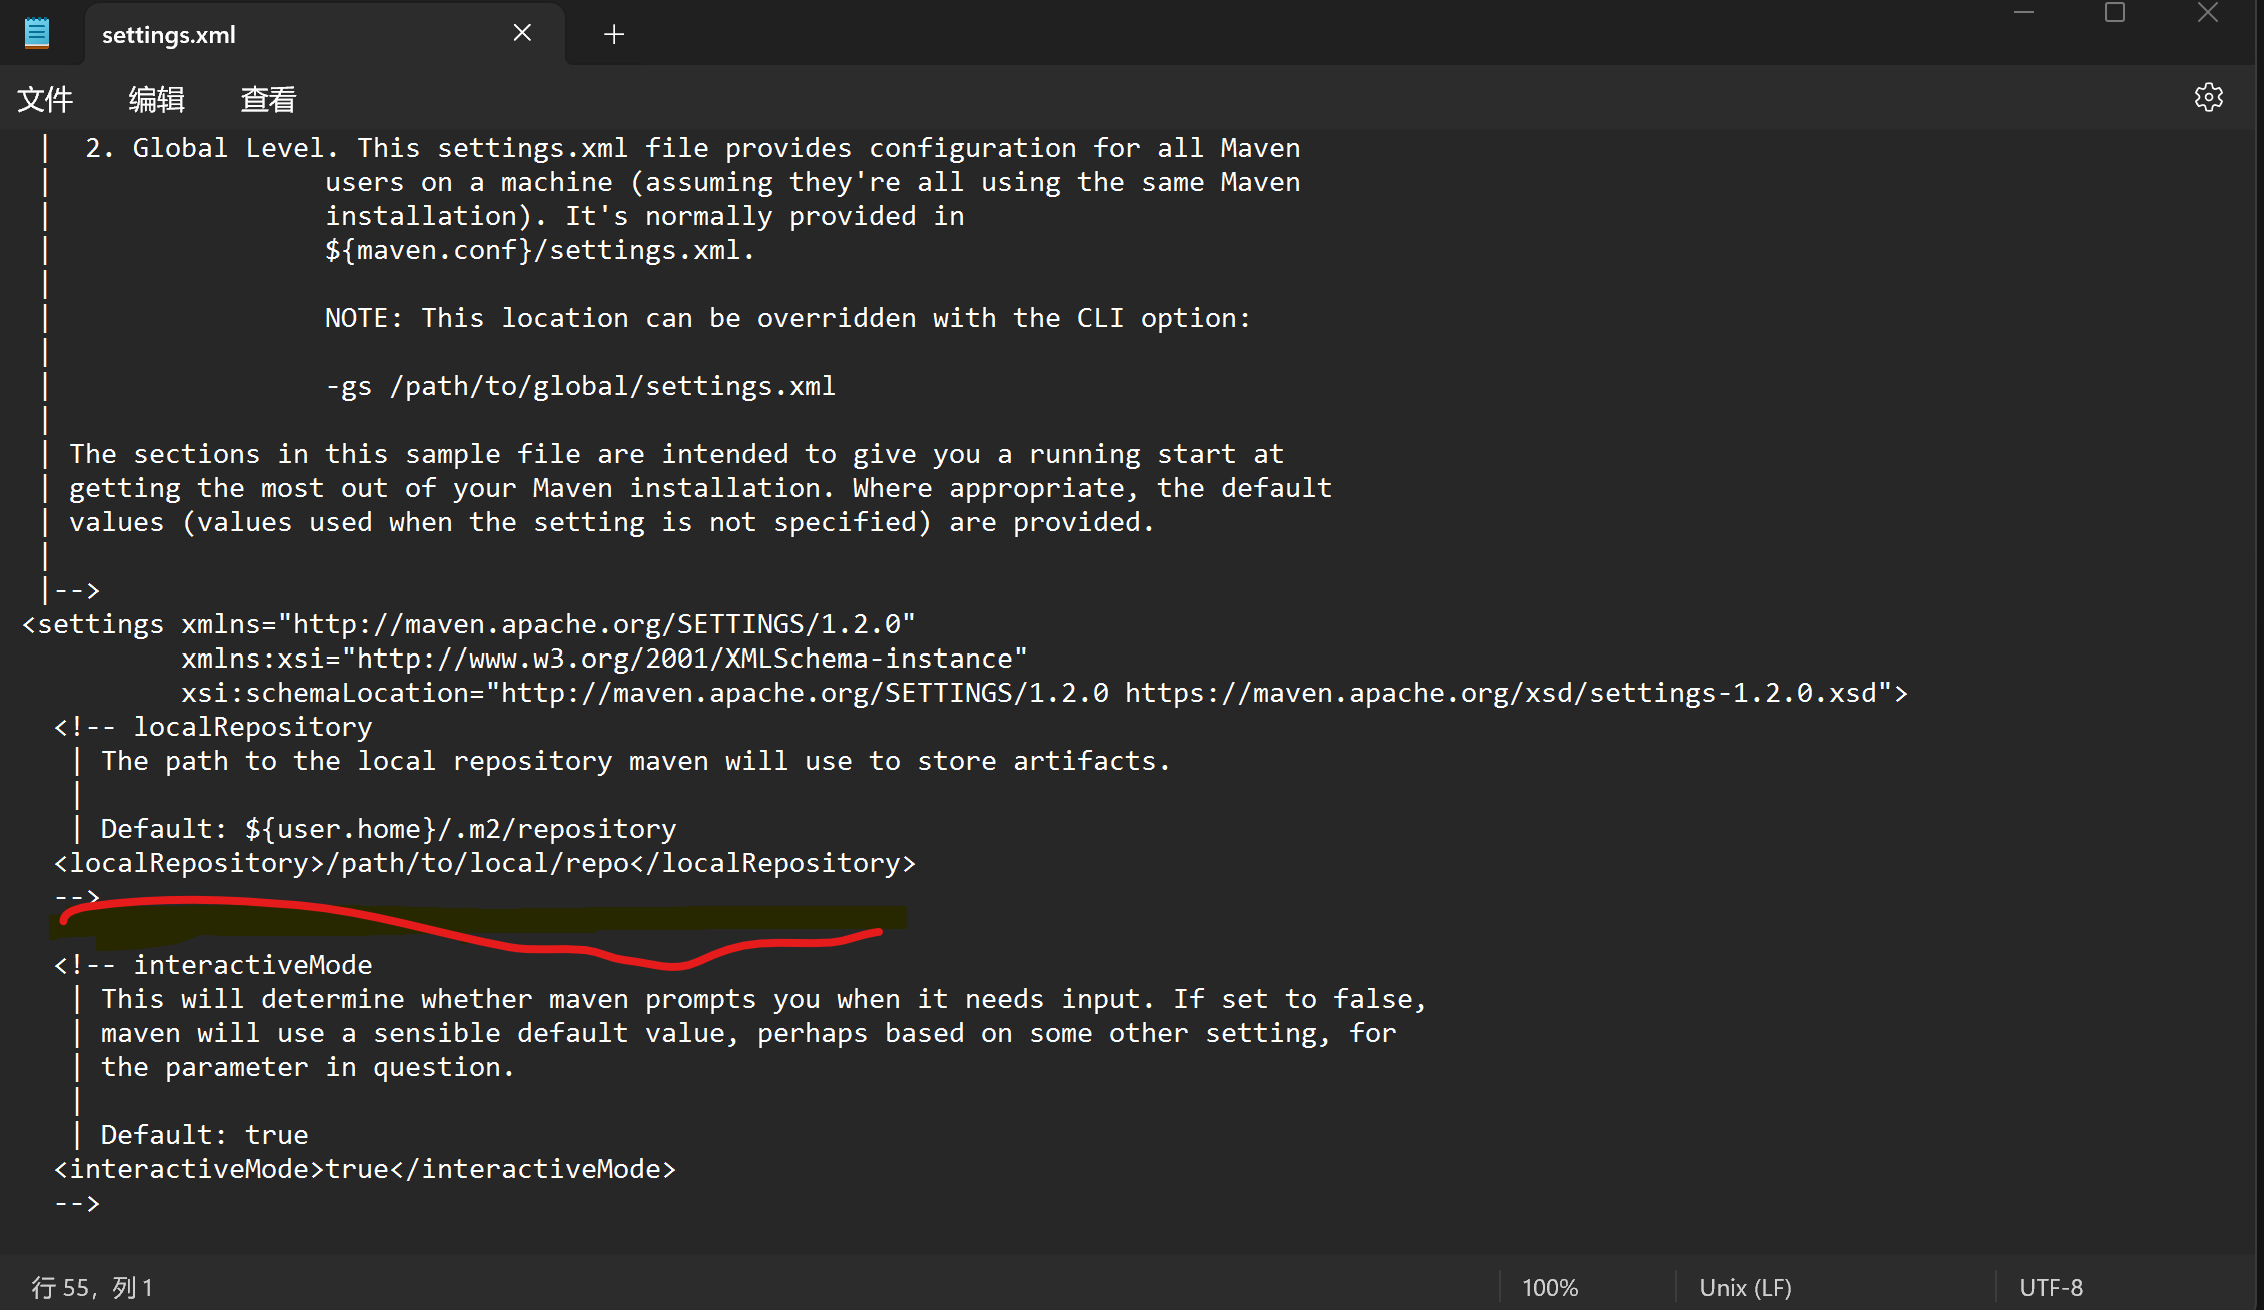 settings.xml
文件 编辑 查看
| 2. Global Level. This settings.xml file provides configuration for all Maven
| users on a machine (assuming they're all using the same Maven
| installation). It's normally provided in
| ${maven.conf}/settings.xml.
|
| NOTE: This location can be overridden with the CLI option:
|
| -gs /path/to/global/settings.xml
|
| The sections in this sample file are intended to give you a running start at
| getting the most out of your Maven installation. Where appropriate, the default
| values (values used when the setting is not specified) are provided.
|
|-->
<settings xmlns="http://maven.apache.org/SETTINGS/1.2.0"
xmlns:xsi="http://www.w3.org/2001/XMLSchema-instance"
xsi:schemaLocation="http://maven.apache.org/SETTINGS/1.2.0 https://maven.apache.org/xsd/settings-1.2.0.xsd">
<!-- localRepository
| The path to the local repository maven will use to store artifacts.
|
| Default: ${user.home}/.m2/repository
<localRepository>/path/to/local/repo</localRepository>
-->
<!-- interactiveMode
| This will determine whether maven prompts you when it needs input. If set to false,
| maven will use a sensible default value, perhaps based on some other setting, for
| the parameter in question.
|
| Default: true
<interactiveMode>true</interactiveMode>
-->
行 55，列 1 100% Unix (LF) UTF-8